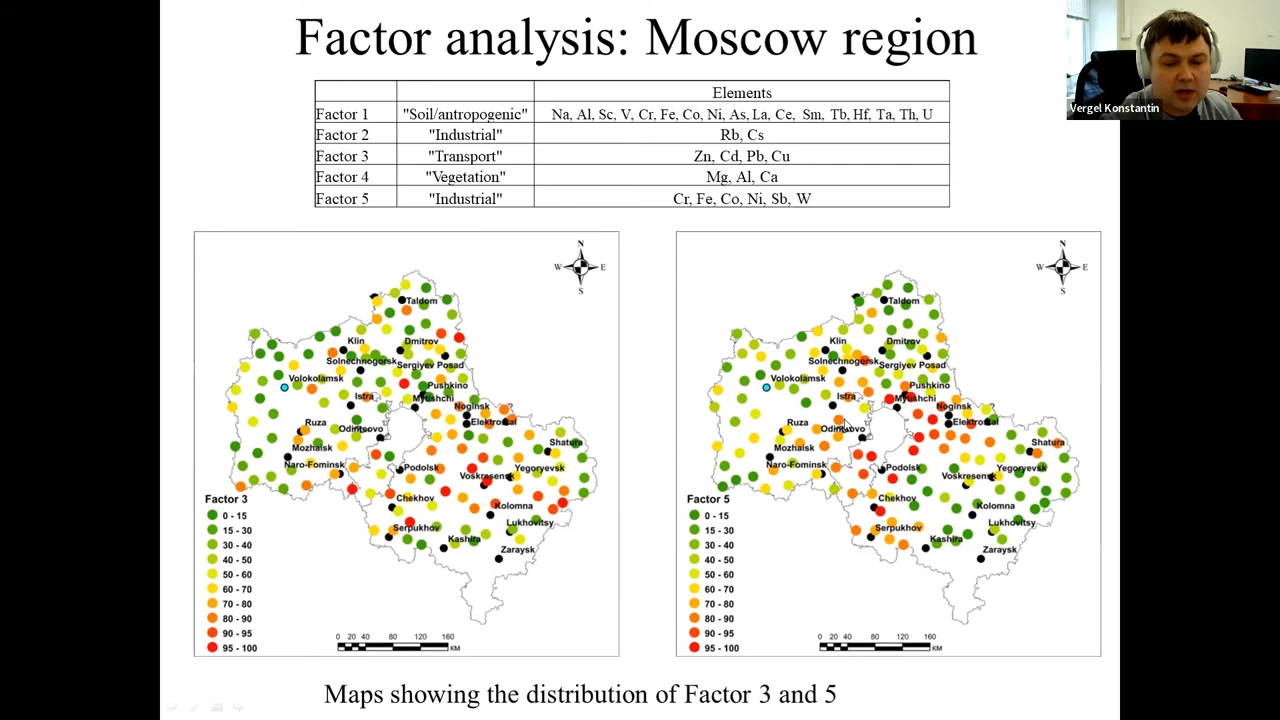 Factor analysis: Moscow region
Vergel Konstantin
Elements
Factor 1 "Soil/antropogenic" Na, Al, Sc, V, Cr, Fe, Co, Ni, As, La, Ce, Sm, Tb, Hf, Ta, Th, U
Factor 2 "Industrial" Rb, Cs
Factor 3 "Transport" Zn, Cd, Pb, Cu
Factor 4 "Vegetation" Mg, Al, Ca
Factor 5 "Industrial" Cr, Fe, Co, Ni, Sb, W
N
W E
S
Taldom
Klin
Dmitrov
Solnechnogorsk
Sergiyev Posad
Volokolamsk
Pushkino
Istra
Myushchi
Noginsk
Ruza
Odintsovo
Elektrostal
Mozhaisk
Shatura
Naro-Fominsk
Podolsk
Yegoryevsk
Voskresensk
Chekhov
Kolomna
Serpukhov
Lukhovitsy
Kashira
Zaraysk
Factor 3
0 - 15
15 - 30
30 - 40
40 - 50
50 - 60
60 - 70
70 - 80
80 - 90
90 - 95
95 - 100
0 20 40 80 120 160
KM
N
W E
S
Taldom
Klin
Dmitrov
Solnechnogorsk
Sergiyev Posad
Volokolamsk
Pushkino
Istra
Myushchi
Noginsk
Ruza
Odintsovo
Elektrostal
Mozhaisk
Shatura
Naro-Fominsk
Podolsk
Yegoryevsk
Voskresensk
Chekhov
Kolomna
Serpukhov
Lukhovitsy
Kashira
Zaraysk
Factor 5
0 - 15
15 - 30
30 - 40
40 - 50
50 - 60
60 - 70
70 - 80
80 - 90
90 - 95
95 - 100
0 20 40 80 120 160
KM
Maps showing the distribution of Factor 3 and 5